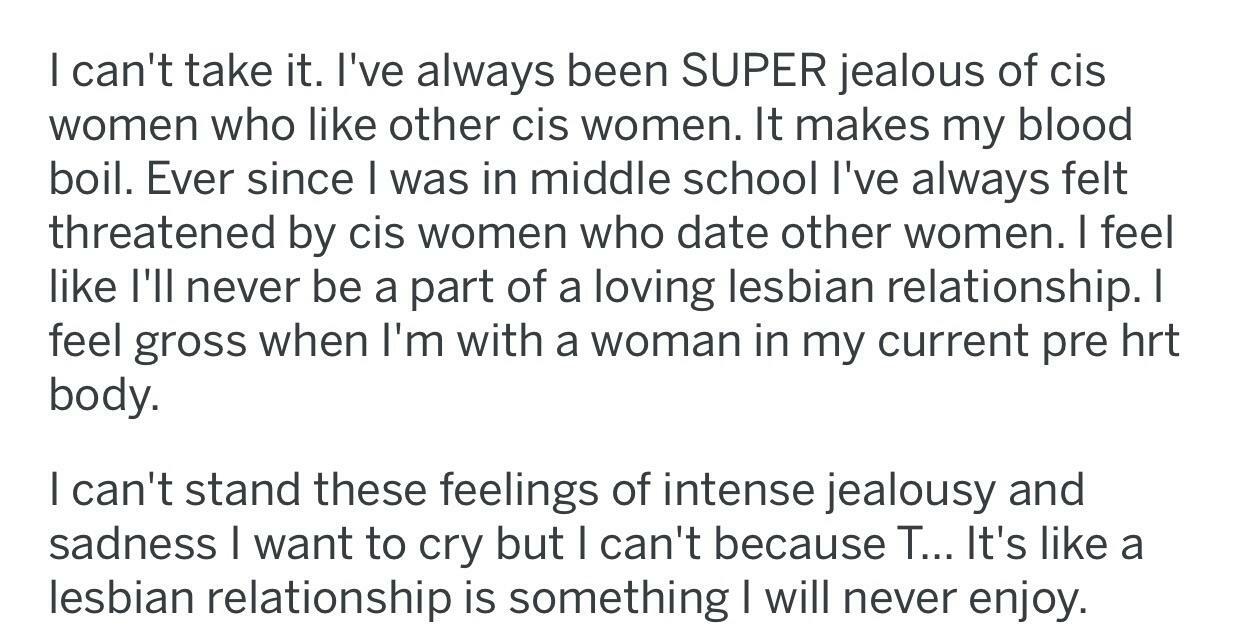 I can't take it. I've always been SUPER jealous of cis
women who like other cis women. It makes my blood
boil. Ever since I was in middle school I've always felt
threatened by cis women who date other women. I feel
like I'll never be a part of a loving lesbian relationship. I
feel gross when I'm with a woman in my current pre hrt
body.
I can't stand these feelings of intense jealousy and
sadness I want to cry but I can't because T... It's like a
lesbian relationship is something I will never enjoy.